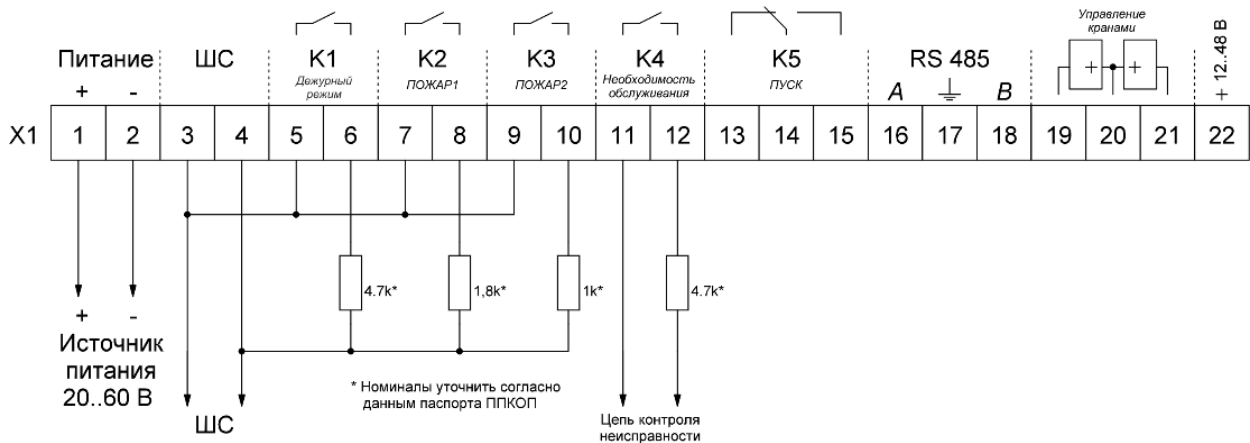 Питание
+ -
ШС
K1
Дежурный
режим
K2
ПОЖАР1
K3
ПОЖАР2
K4
Необходимость
обслуживания
K5
ПУСК
RS 485
A B
Управление
кранами
+ +
+ 12..48 В
X1 1 2 3 4 5 6 7 8 9 10 11 12 13 14 15 16 17 18 19 20 21 22
4.7k* 1,8k* 1k* 4.7k*
+ -
Источник
питания
20..60 В
ШС
* Номиналы уточнить согласно
данным паспорта ППКОП
Цепь контроля
неисправности